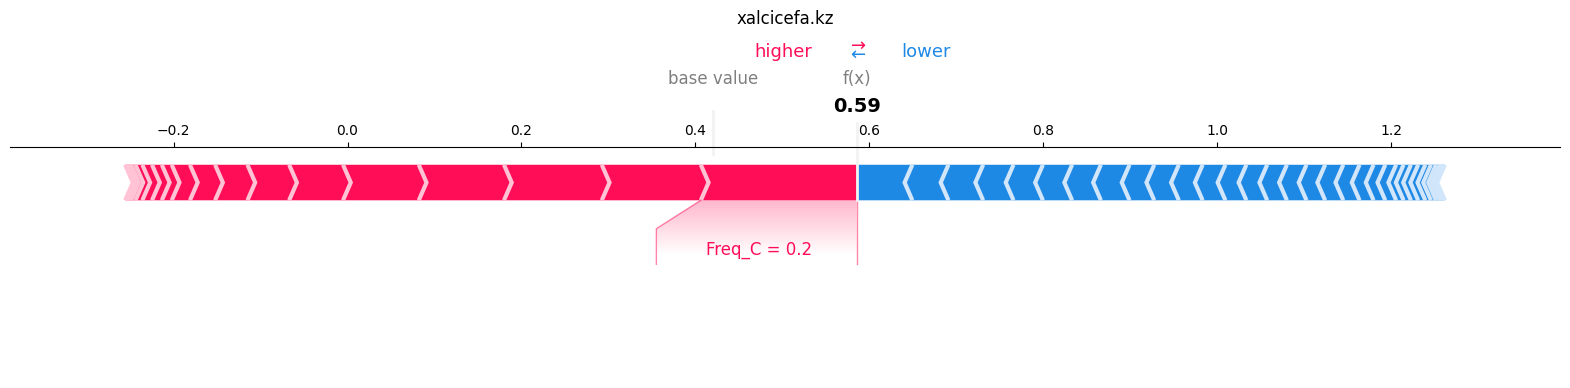 xalcicefa.kz
higher ⇄ lower
base value f(x)
0.59
−0.2 0.0 0.2 0.4 0.6 0.8 1.0 1.2
Freq_C = 0.2